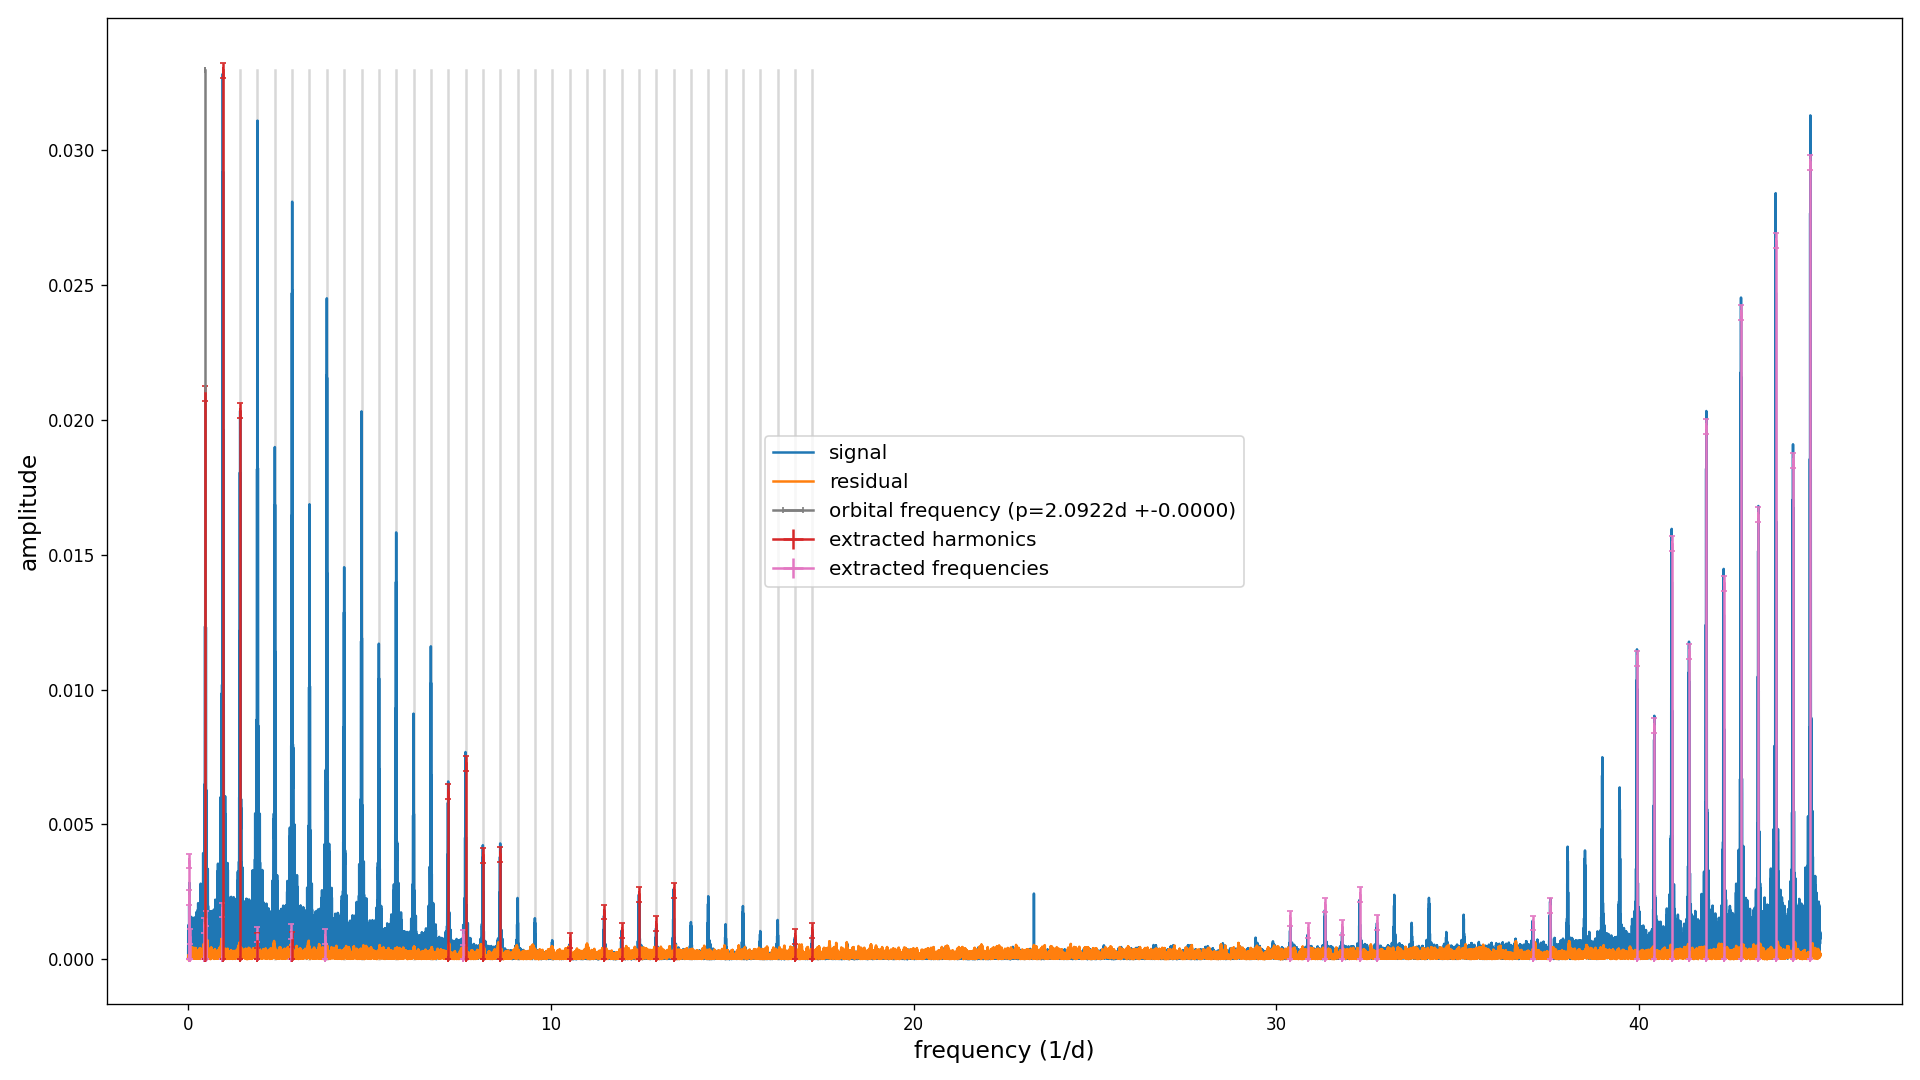 0.030
0.025
0.020
0.015
0.010
0.005
0.000
amplitude
signal
residual
orbital frequency (p=2.0922d +-0.0000)
extracted harmonics
extracted frequencies
0 10 20 30 40
frequency (1/d)